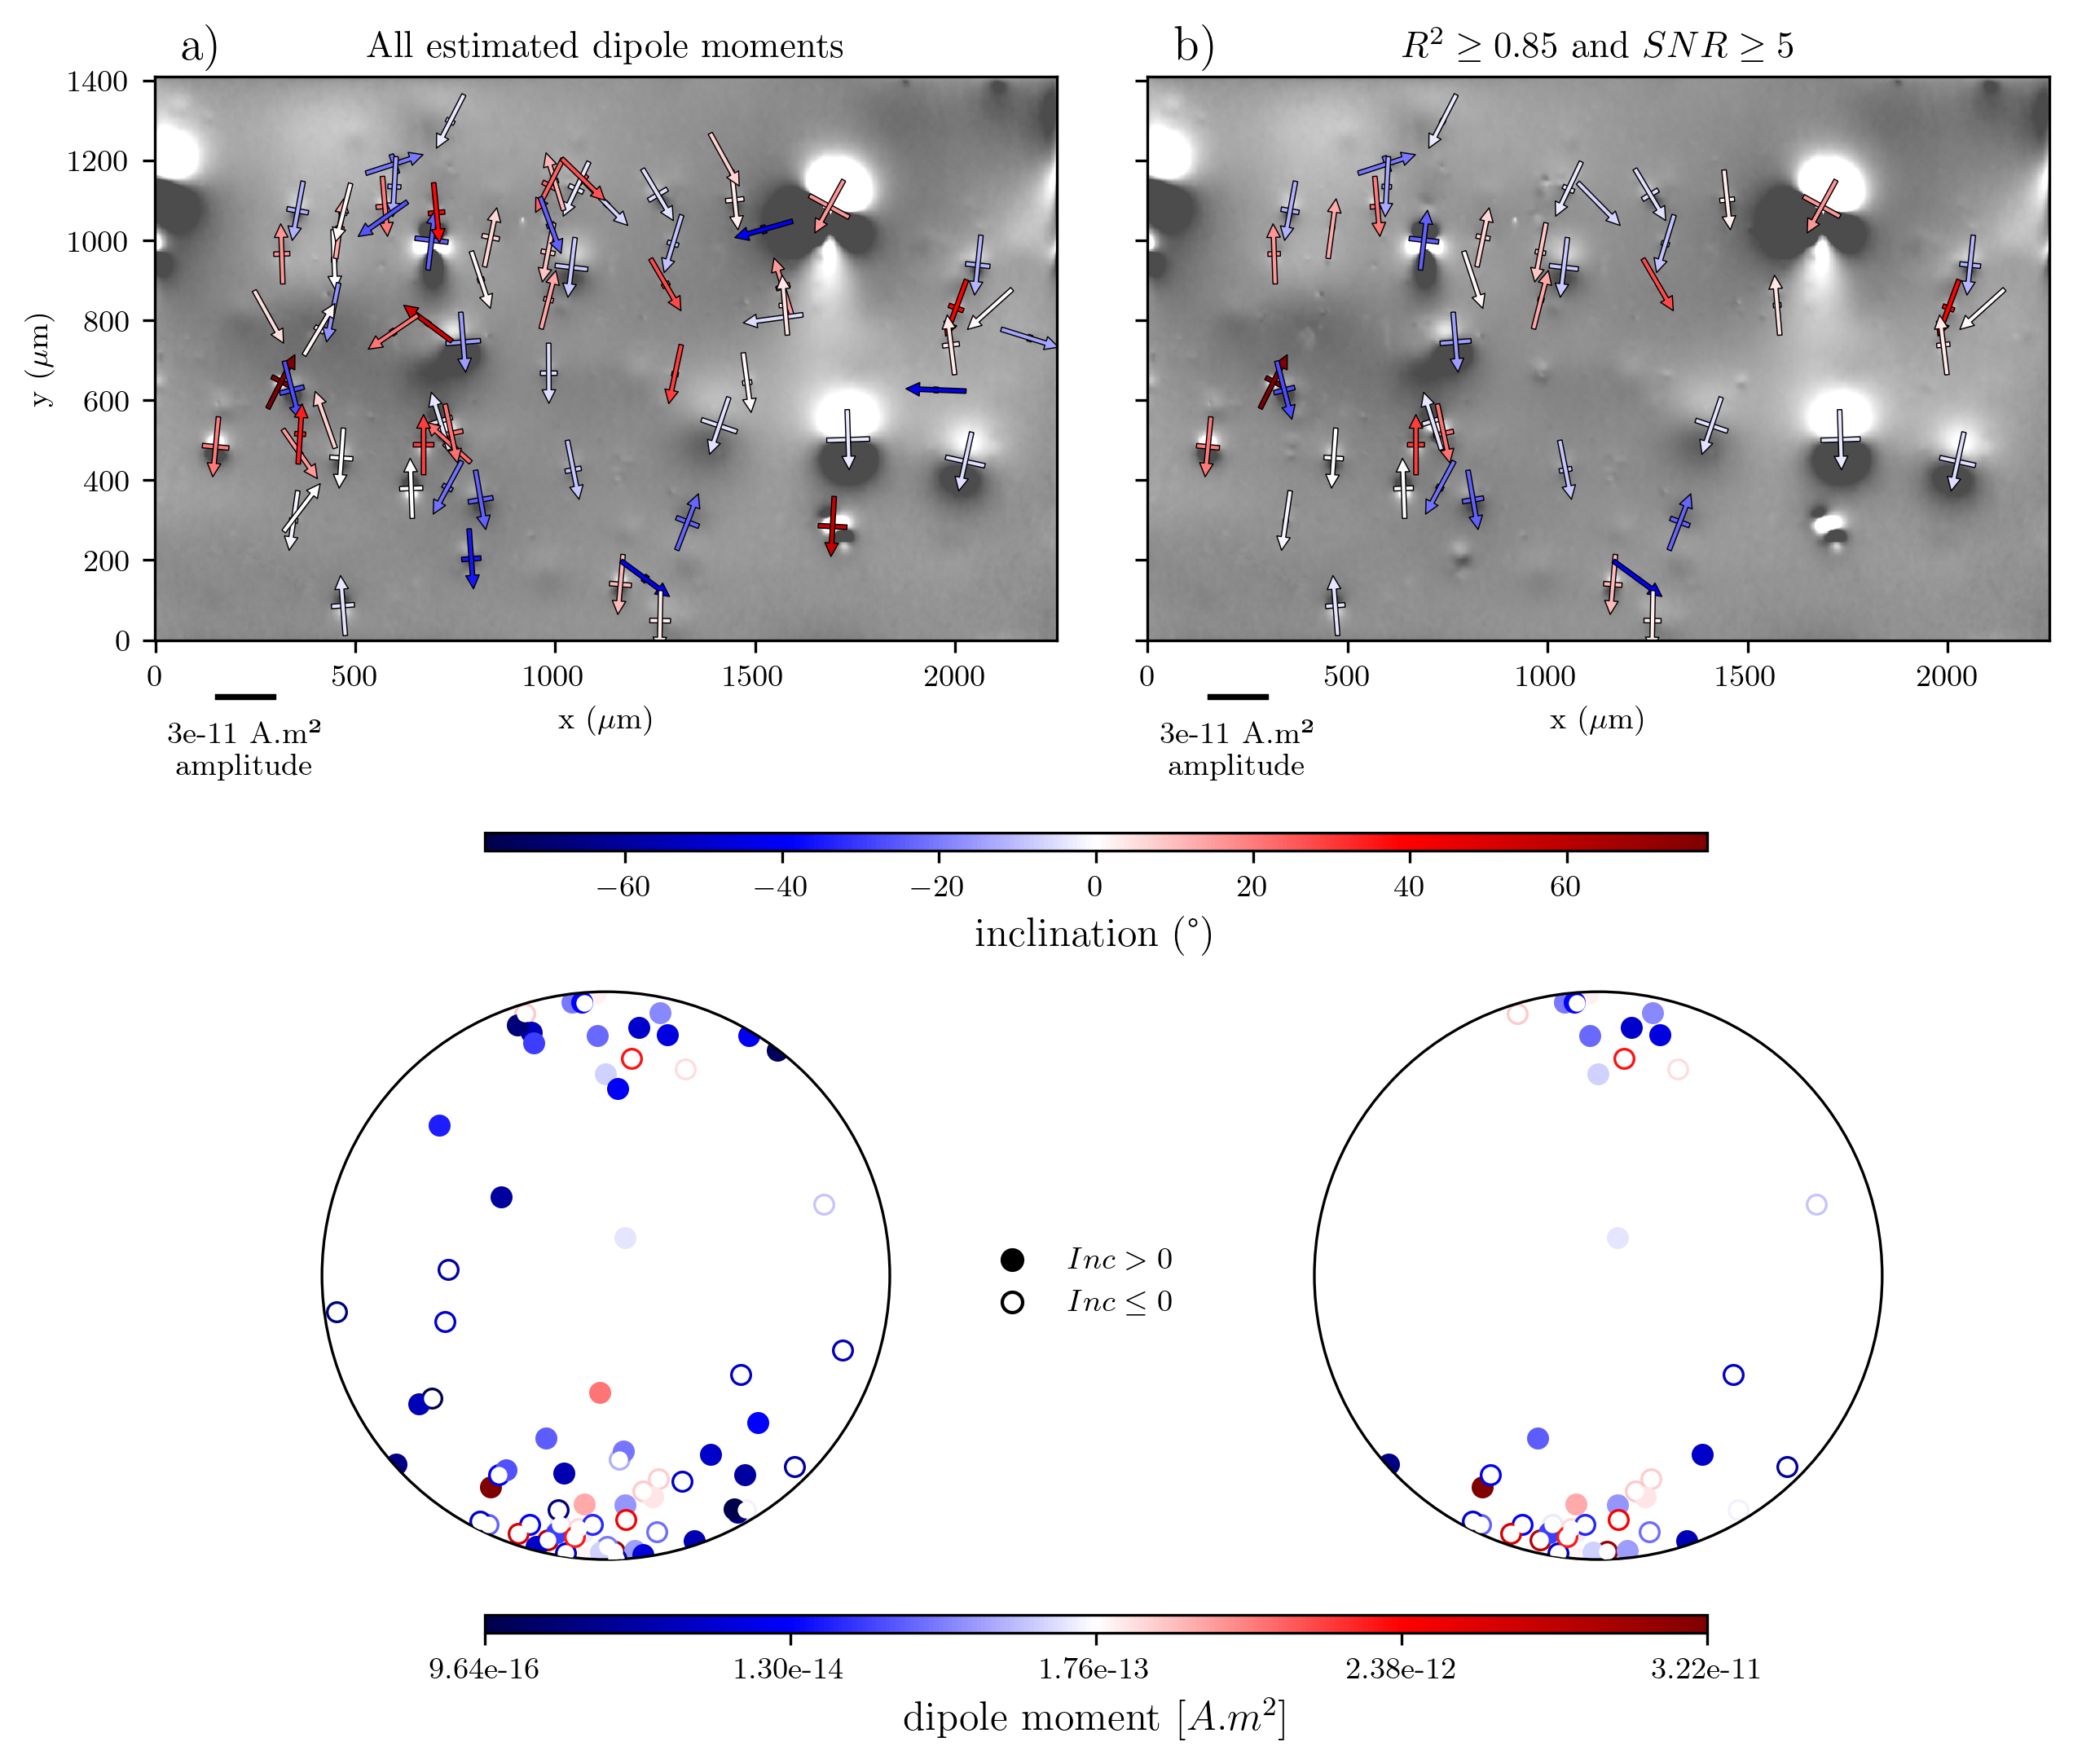 a) All estimated dipole moments
b) R² ≥ 0.85 and SNR ≥ 5
1400
1200
1000
800
600
400
200
0
y (μm)
0 500 1000 1500 2000
x (μm)
3e-11 A.m²
amplitude
0 500 1000 1500 2000
x (μm)
3e-11 A.m²
amplitude
−60 −40 −20 0 20 40 60
inclination (°)
Inc > 0
Inc ≤ 0
9.64e-16 1.30e-14 1.76e-13 2.38e-12 3.22e-11
dipole moment [A.m²]